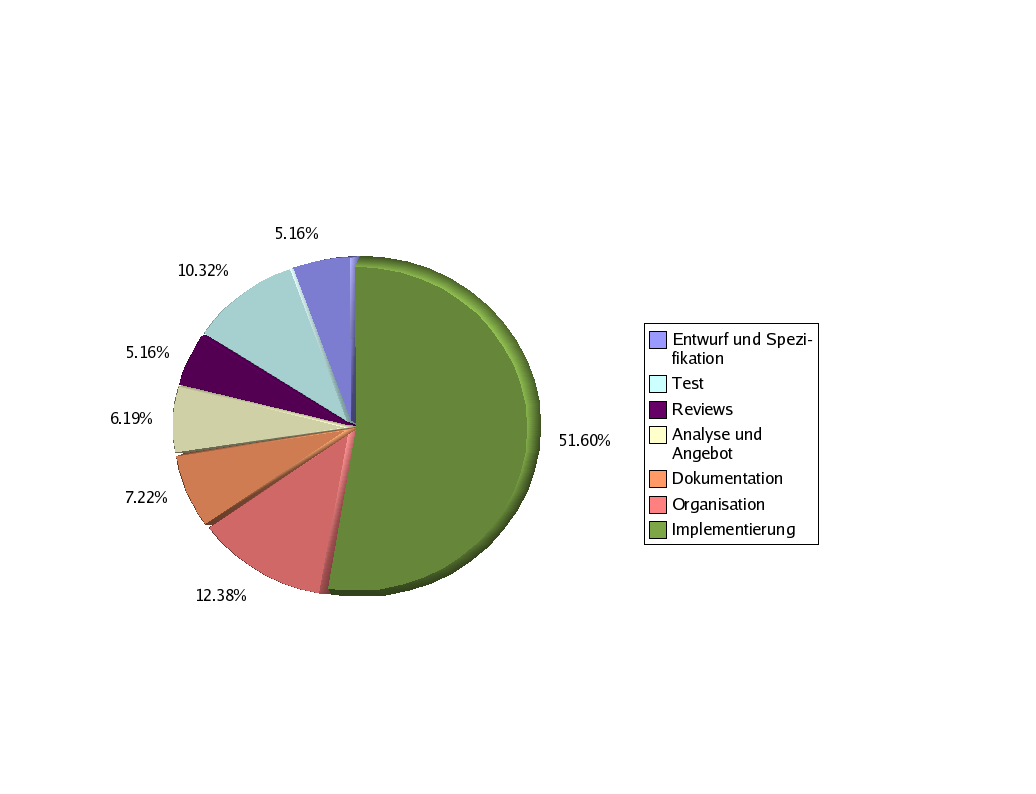 5.16%
10.32%
5.16%
6.19%
7.22%
12.38%
51.60%
Entwurf und Spezi-
fikation
Test
Reviews
Analyse und
Angebot
Dokumentation
Organisation
Implementierung